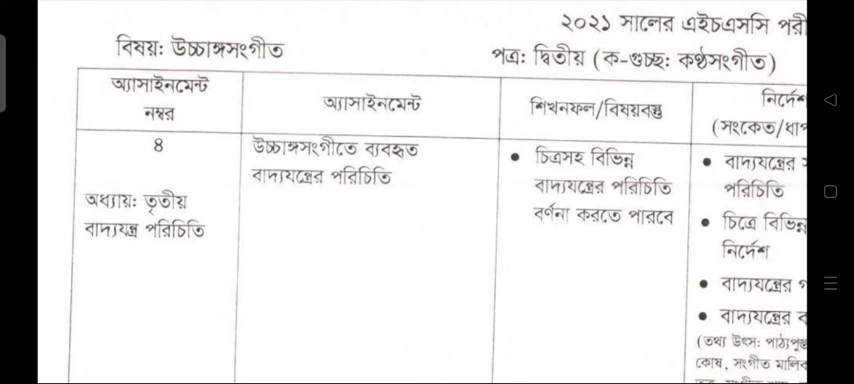 ২০২১ সালের এইচএসসি পরী
বিষয়: উচ্চাঙ্গসংগীত
পত্র: দ্বিতীয় (ক-গুচ্ছ: কণ্ঠসংগীত)
অ্যাসাইনমেন্ট
নম্বর
অ্যাসাইনমেন্ট
শিখনফল/বিষয়বস্তু
নির্দেশ
(সংকেত/ধাপ
৪
অধ্যায়: তৃতীয়
বাদ্যযন্ত্র পরিচিতি
উচ্চাঙ্গসংগীতে ব্যবহৃত
বাদ্যযন্ত্রের পরিচিতি
• চিত্রসহ বিভিন্ন
বাদ্যযন্ত্রের পরিচিতি
বর্ণনা করতে পারবে
• বাদ্যযন্ত্রের
পরিচিতি
• চিত্রে বিভিন্ন
নির্দেশ
• বাদ্যযন্ত্রের
• বাদ্যযন্ত্রের ব
(তথ্য উৎস: পাঠ্যপুস্ত
কোষ, সংগীত মালিব